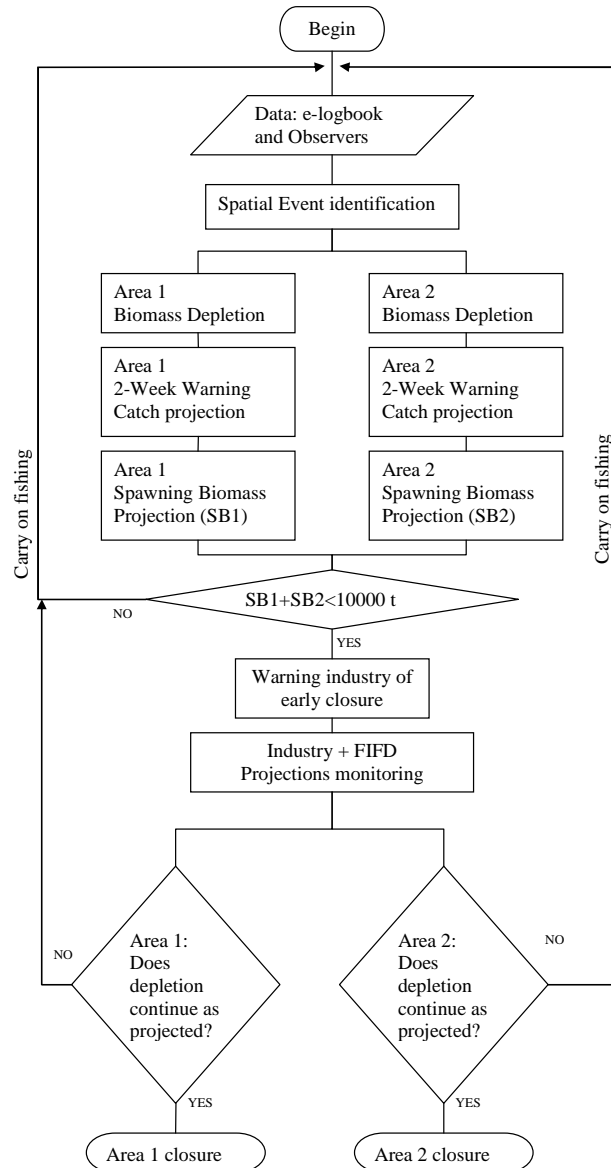 Begin
Data: e-logbook
and Observers
Spatial Event identification
Area 1
Biomass Depletion
Area 2
Biomass Depletion
Area 1
2-Week Warning
Catch projection
Area 2
2-Week Warning
Catch projection
Area 1
Spawning Biomass
Projection (SB1)
Area 2
Spawning Biomass
Projection (SB2)
Carry on fishing
Carry on fishing
SB1+SB2<10000 t
NO
YES
Warning industry of
early closure
Industry + FIFD
Projections monitoring
Area 1:
Does
depletion
continue as
projected?
NO
Area 2:
Does
depletion
continue as
projected?
NO
YES
YES
Area 1 closure
Area 2 closure